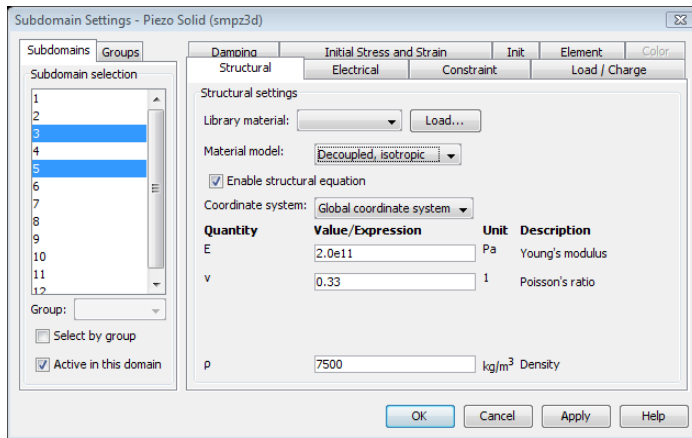 Subdomain Settings - Piezo Solid (smpz3d)
Subdomains Groups
Subdomain selection
1
2
3
4
5
6
7
8
9
10
11
12
Group:
Select by group
Active in this domain
Damping Initial Stress and Strain Init Element Color
Structural Electrical Constraint Load / Charge
Structural settings
Library material: Load...
Material model: Decoupled, isotropic
Enable structural equation
Coordinate system: Global coordinate system
Quantity Value/Expression Unit Description
E 2.0e11 Pa Young's modulus
ν 0.33 1 Poisson's ratio
ρ 7500 kg/m³ Density
OK Cancel Apply Help